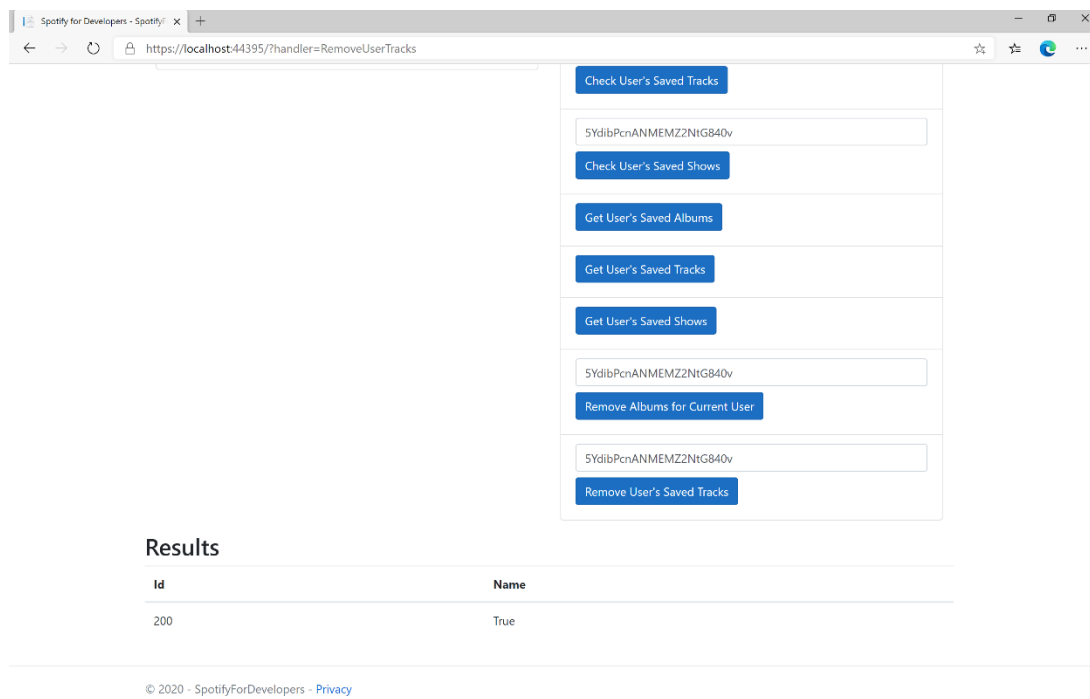 Spotify for Developers - Spotify
https://localhost:44395/?handler=RemoveUserTracks
Check User's Saved Tracks
5YdibPcnANMEMZ2NtG840v
Check User's Saved Shows
Get User's Saved Albums
Get User's Saved Tracks
Get User's Saved Shows
5YdibPcnANMEMZ2NtG840v
Remove Albums for Current User
5YdibPcnANMEMZ2NtG840v
Remove User's Saved Tracks
Results
Id Name
200 True
© 2020 - SpotifyForDevelopers - Privacy